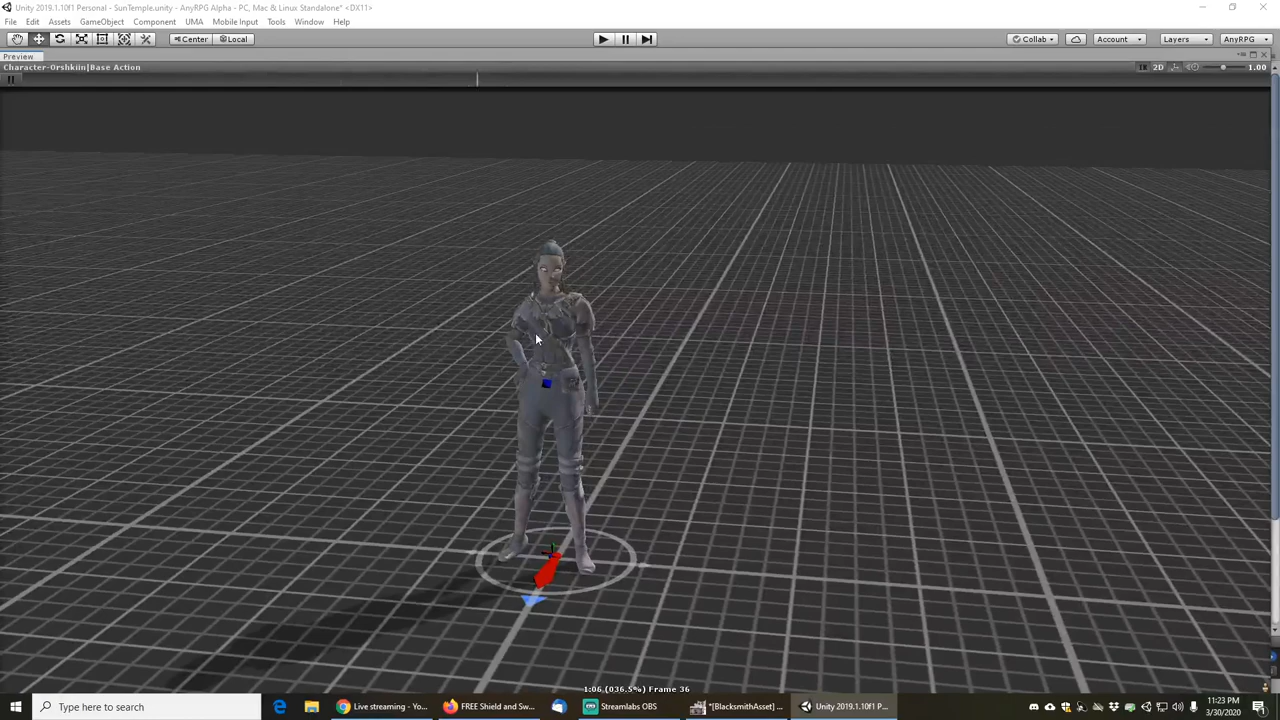 Unity 2019.1.10f1 Personal - SunTemple.unity - AnyRPG Alpha - PC, Mac & Linux Standalone* <DX11>
File Edit Assets GameObject Component UMA Mobile Input Tools Window Help
Center Local Collab Account Layers AnyRPG
Preview
Character-Orshkiin|Base Action 2D 1.00
1:06 (036.5%) Frame 36
Type here to search Live streaming - Yo... FREE Shield and Sw... Streamlabs OBS *[BlacksmithAsset] ... Unity 2019.1.10f1 P...
11:23 PM
3/30/2020